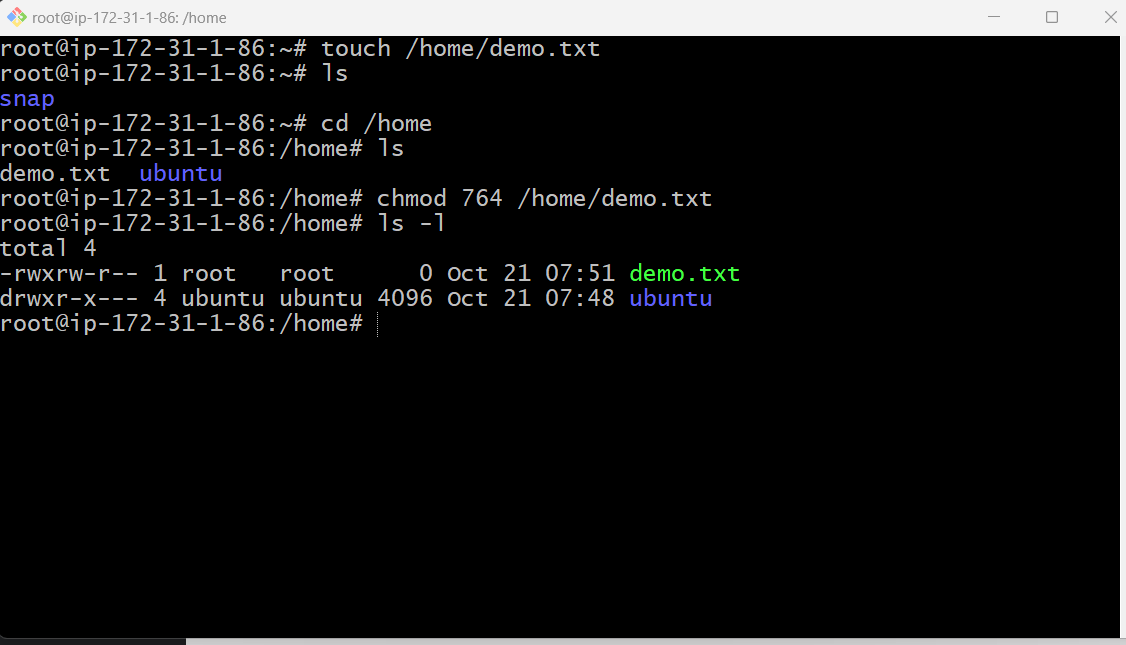 root@ip-172-31-1-86: /home
root@ip-172-31-1-86:~# touch /home/demo.txt
root@ip-172-31-1-86:~# ls
snap
root@ip-172-31-1-86:~# cd /home
root@ip-172-31-1-86:/home# ls
demo.txt  ubuntu
root@ip-172-31-1-86:/home# chmod 764 /home/demo.txt
root@ip-172-31-1-86:/home# ls -l
total 4
-rwxrw-r-- 1 root   root      0 Oct 21 07:51 demo.txt
drwxr-x--- 4 ubuntu ubuntu 4096 Oct 21 07:48 ubuntu
root@ip-172-31-1-86:/home#